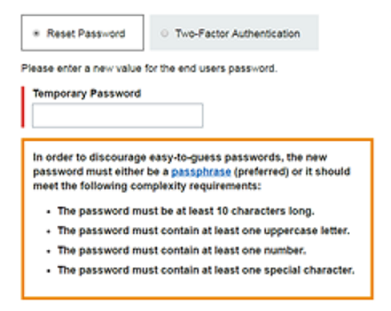 Reset Password
Two-Factor Authentication
Please enter a new value for the end users password.
Temporary Password
In order to discourage easy-to-guess passwords, the new
password must either be a passphrase (preferred) or it should
meet the following complexity requirements:
The password must be at least 10 characters long.
The password must contain at least one uppercase letter.
The password must contain at least one number.
The password must contain at least one special character.